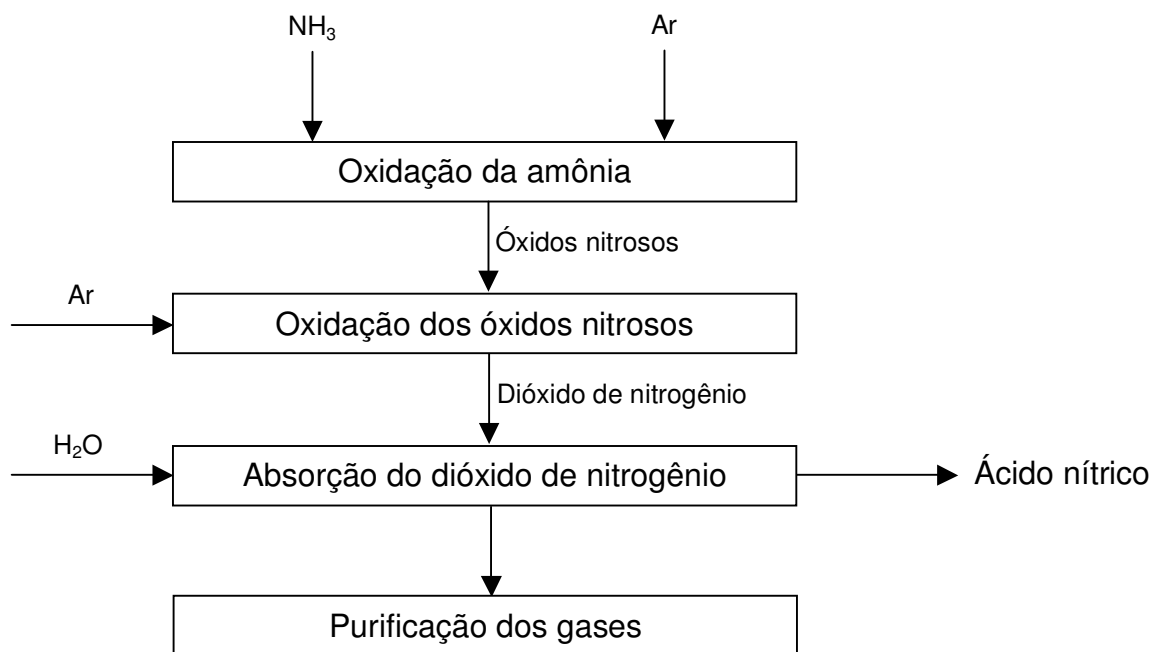 NH₃
Ar
Oxidação da amônia
Óxidos nitrosos
Ar
Oxidação dos óxidos nitrosos
Dióxido de nitrogênio
H₂O
Absorção do dióxido de nitrogênio
Ácido nítrico
Purificação dos gases